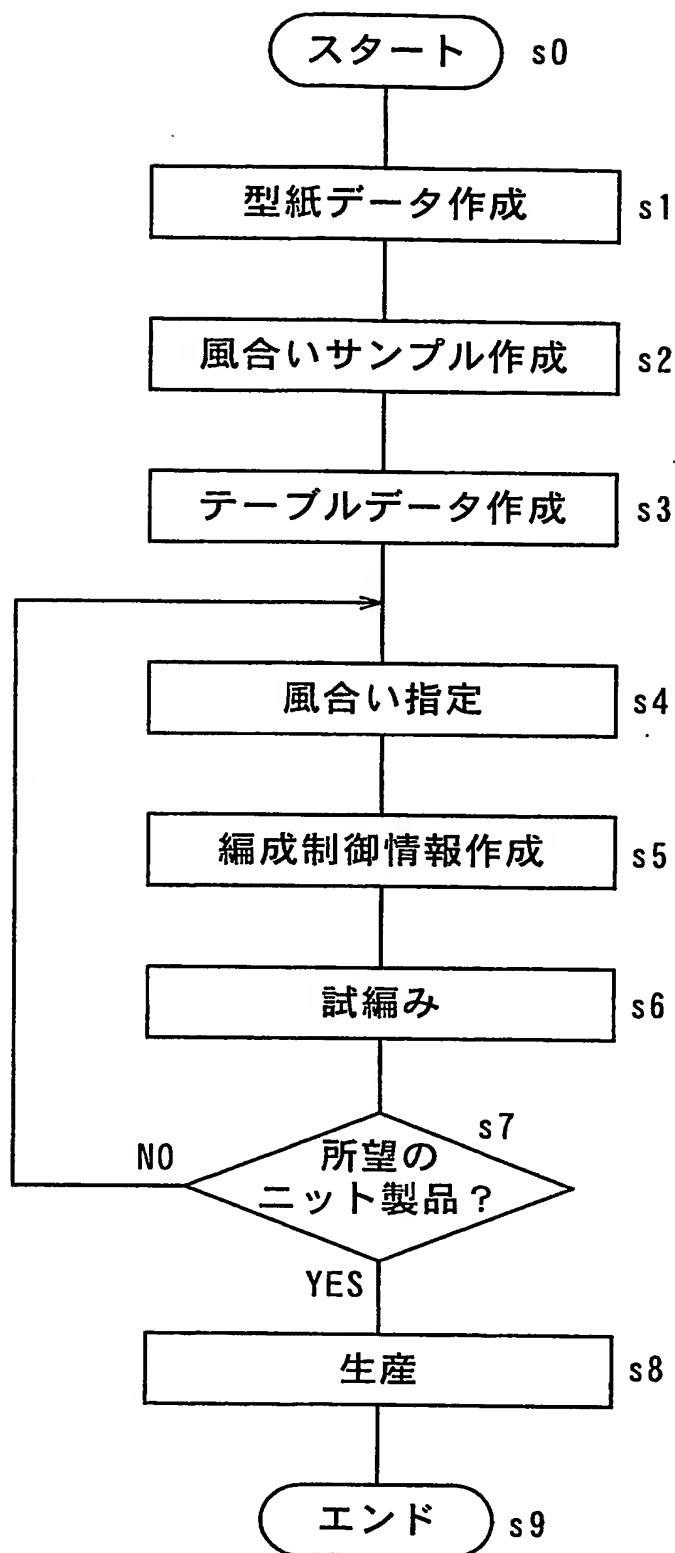 スタート s0
型紙データ作成 s1
風合いサンプル作成 s2
テーブルデータ作成 s3
風合い指定 s4
編成制御情報作成 s5
試編み s6
s7
NO
所望の
ニット製品?
YES
生産 s8
エンド s9